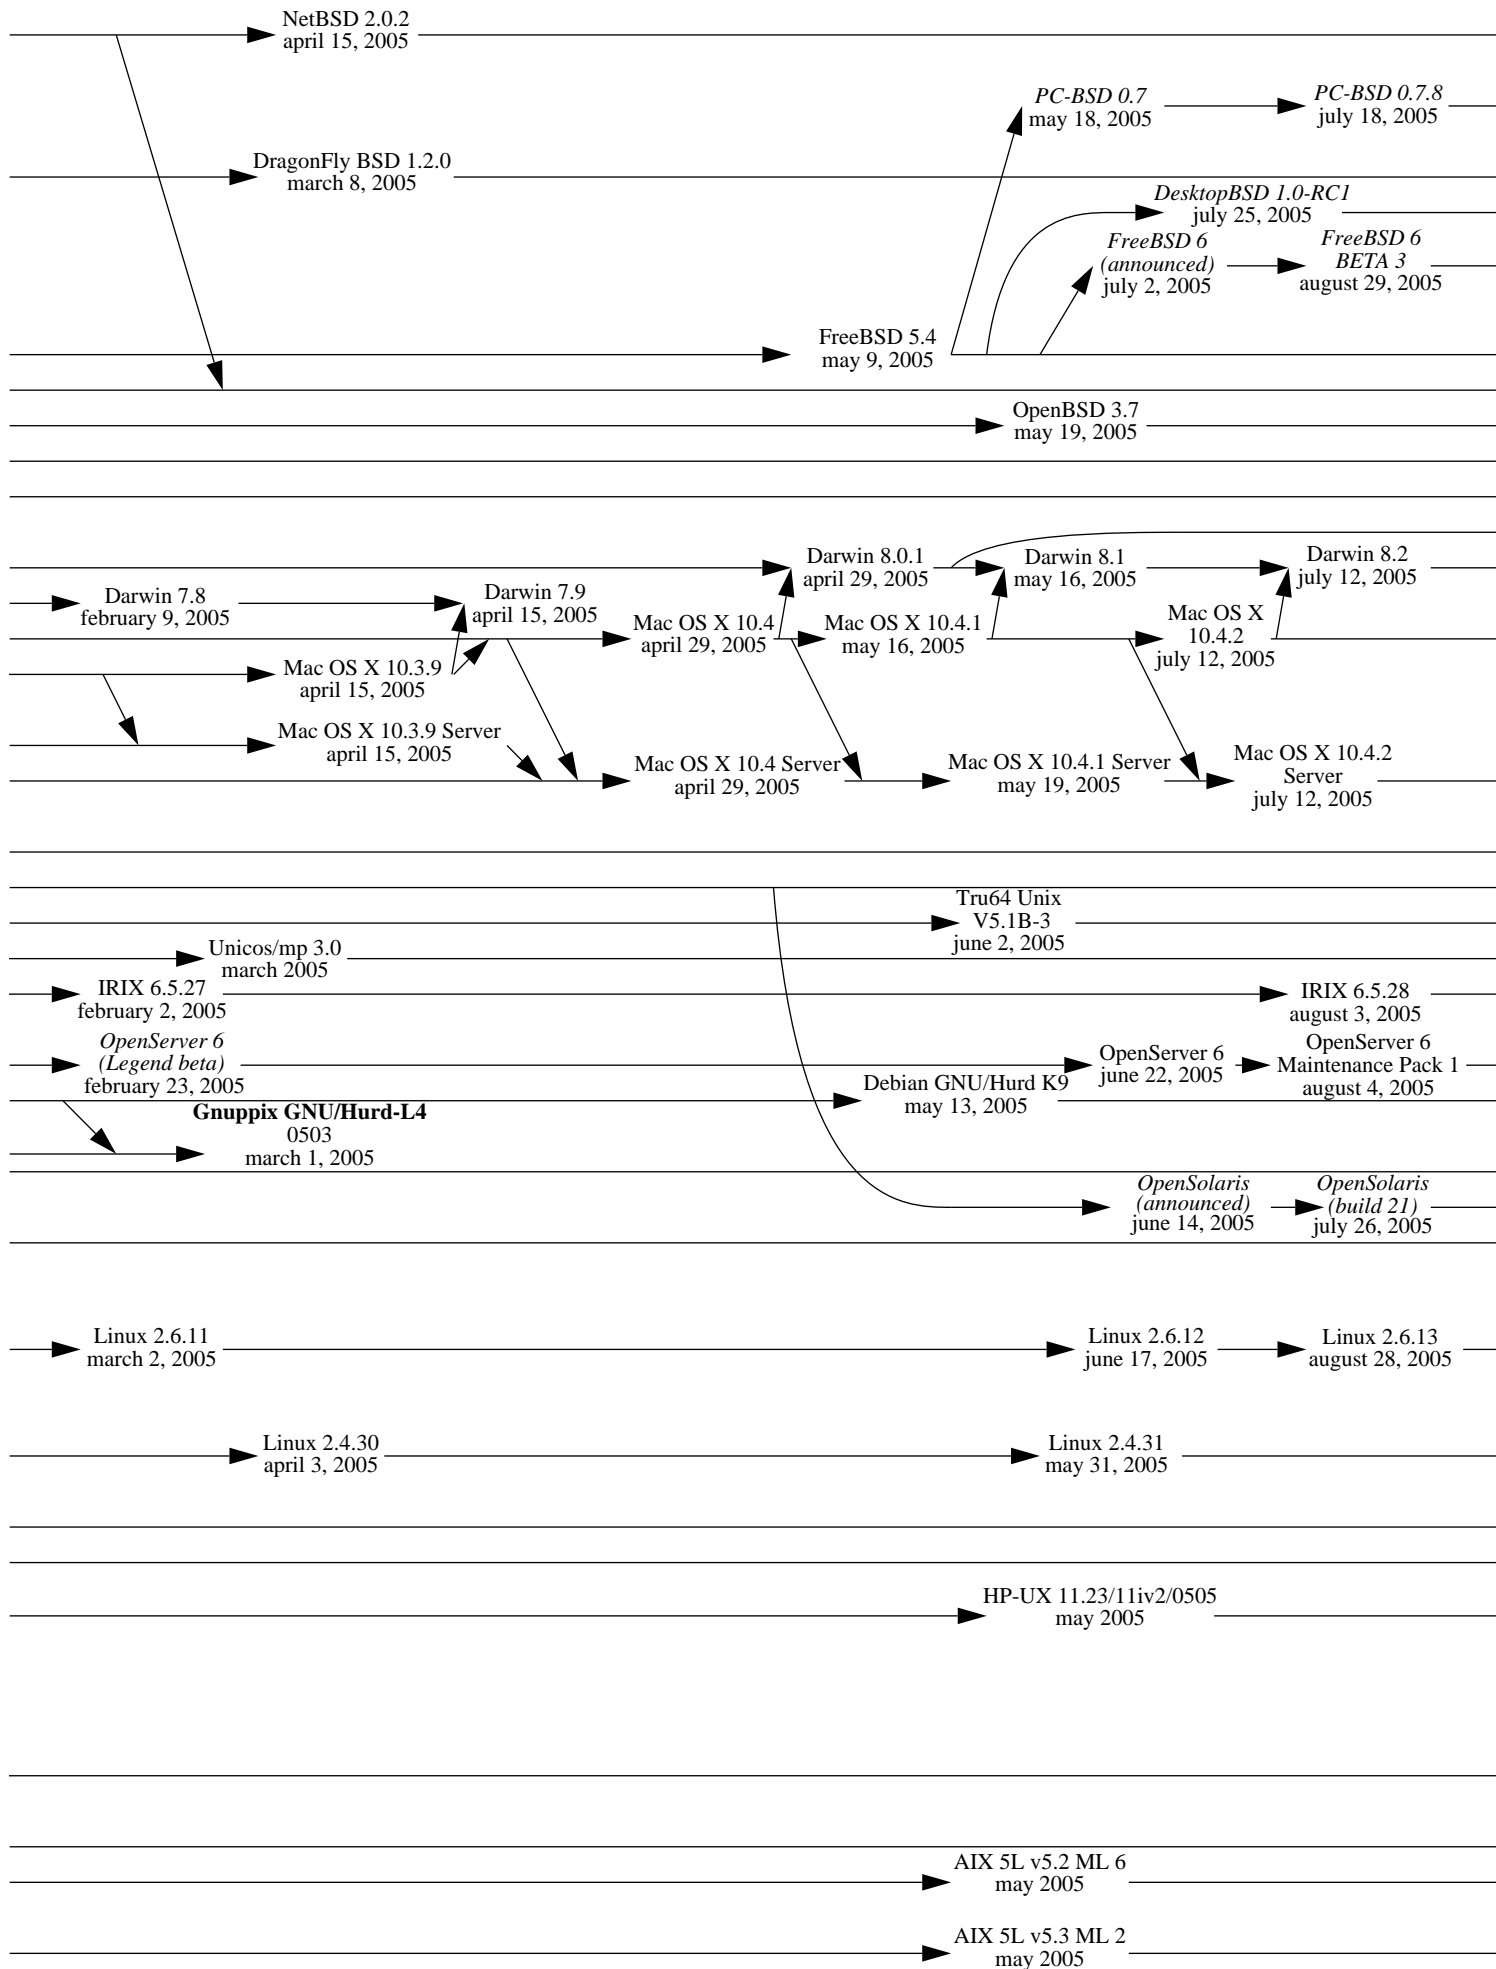 NetBSD 2.0.2
april 15, 2005
PC-BSD 0.7
may 18, 2005
PC-BSD 0.7.8
july 18, 2005
DragonFly BSD 1.2.0
march 8, 2005
DesktopBSD 1.0-RC1
july 25, 2005
FreeBSD 6
(announced)
july 2, 2005
FreeBSD 6
BETA 3
august 29, 2005
FreeBSD 5.4
may 9, 2005
OpenBSD 3.7
may 19, 2005
Darwin 8.0.1
april 29, 2005
Darwin 8.1
may 16, 2005
Darwin 8.2
july 12, 2005
Darwin 7.8
february 9, 2005
Darwin 7.9
april 15, 2005
Mac OS X 10.4
april 29, 2005
Mac OS X 10.4.1
may 16, 2005
Mac OS X
10.4.2
july 12, 2005
Mac OS X 10.3.9
april 15, 2005
Mac OS X 10.3.9 Server
april 15, 2005
Mac OS X 10.4 Server
april 29, 2005
Mac OS X 10.4.1 Server
may 19, 2005
Mac OS X 10.4.2
Server
july 12, 2005
Tru64 Unix
V5.1B-3
june 2, 2005
Unicos/mp 3.0
march 2005
IRIX 6.5.27
february 2, 2005
IRIX 6.5.28
august 3, 2005
OpenServer 6
(Legend beta)
february 23, 2005
OpenServer 6
june 22, 2005
OpenServer 6
Maintenance Pack 1
august 4, 2005
Debian GNU/Hurd K9
may 13, 2005
Gnuppix GNU/Hurd-L4
0503
march 1, 2005
OpenSolaris
(announced)
june 14, 2005
OpenSolaris
(build 21)
july 26, 2005
Linux 2.6.11
march 2, 2005
Linux 2.6.12
june 17, 2005
Linux 2.6.13
august 28, 2005
Linux 2.4.30
april 3, 2005
Linux 2.4.31
may 31, 2005
HP-UX 11.23/11iv2/0505
may 2005
AIX 5L v5.2 ML 6
may 2005
AIX 5L v5.3 ML 2
may 2005